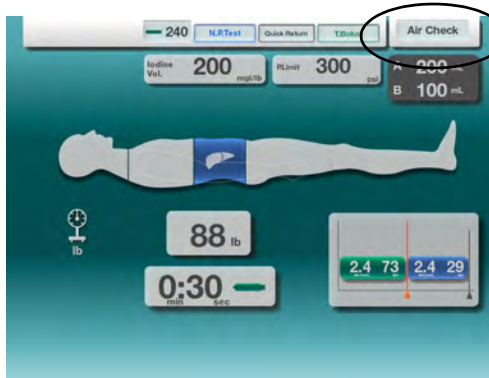 240 N.P.Test Quick Return T.Bolus Air Check
Iodine Vol. 200 mgI/lb P.Limit 300 psi A 200 mL
B 100 mL
lb
88 lb
2.4 73 2.4 29
0:30
min sec